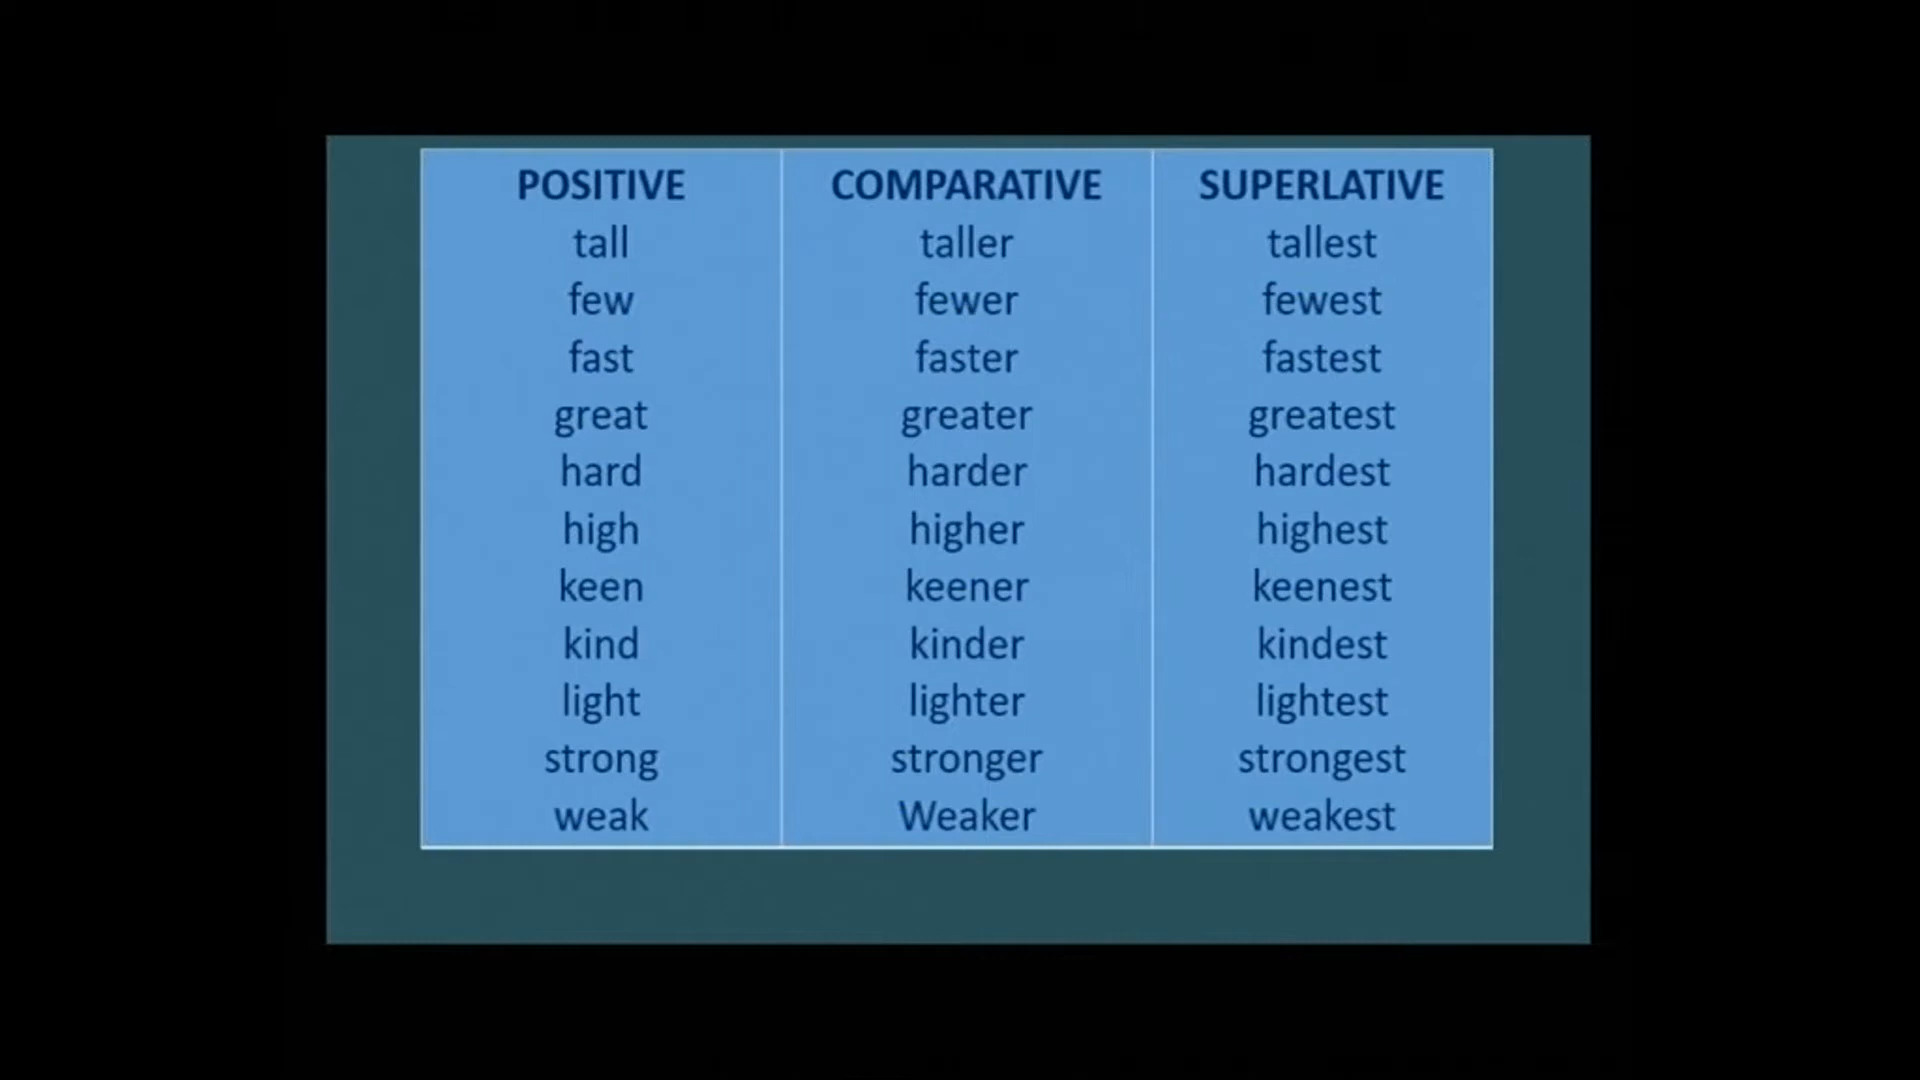 POSITIVE COMPARATIVE SUPERLATIVE
tall taller tallest
few fewer fewest
fast faster fastest
great greater greatest
hard harder hardest
high higher highest
keen keener keenest
kind kinder kindest
light lighter lightest
strong stronger strongest
weak Weaker weakest